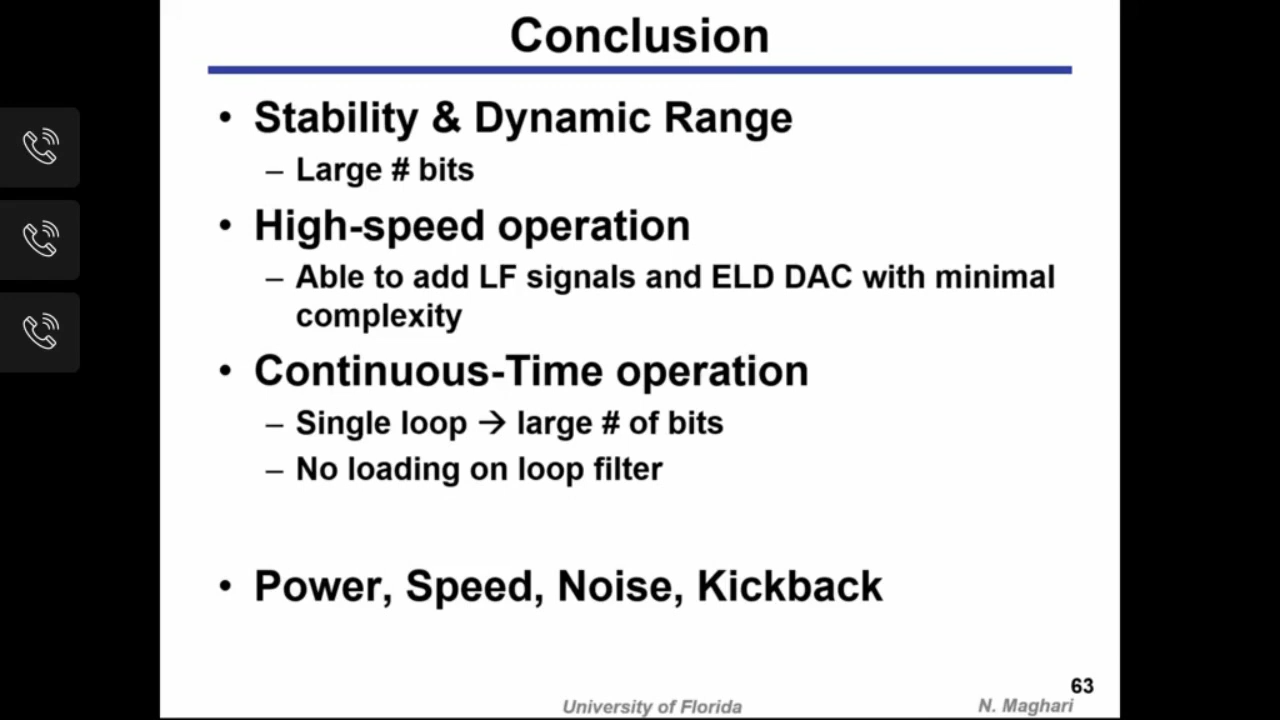 Conclusion
• Stability & Dynamic Range
– Large # bits
• High-speed operation
– Able to add LF signals and ELD DAC with minimal
complexity
• Continuous-Time operation
– Single loop → large # of bits
– No loading on loop filter
• Power, Speed, Noise, Kickback
63
University of Florida
N. Maghari